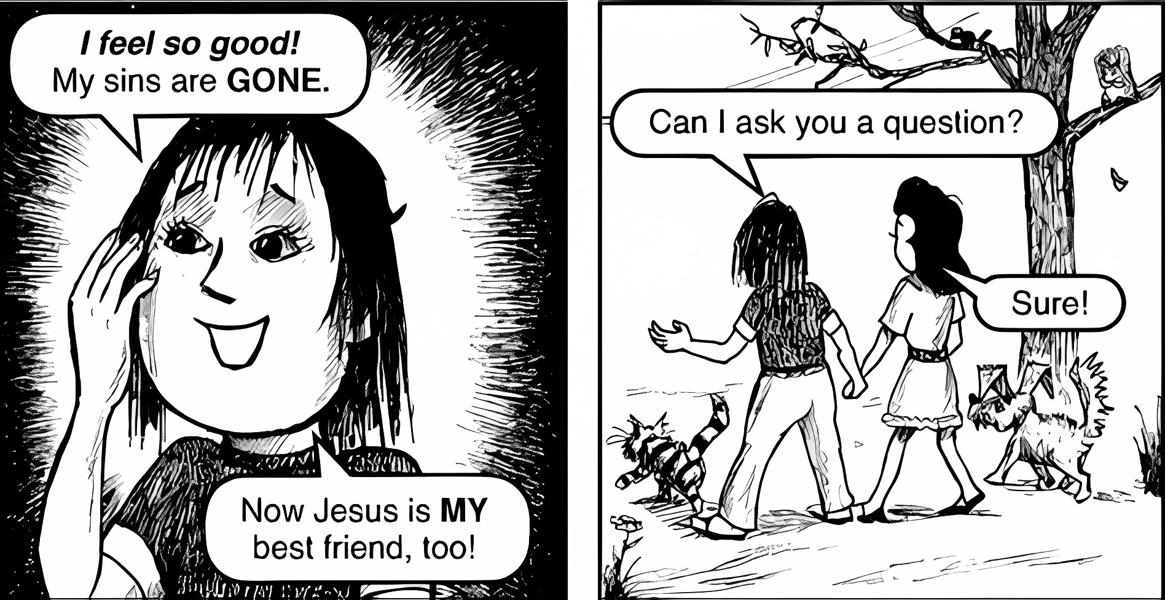 I feel so good!
My sins are GONE.
Now Jesus is MY
best friend, too!
Can I ask you a question?
Sure!